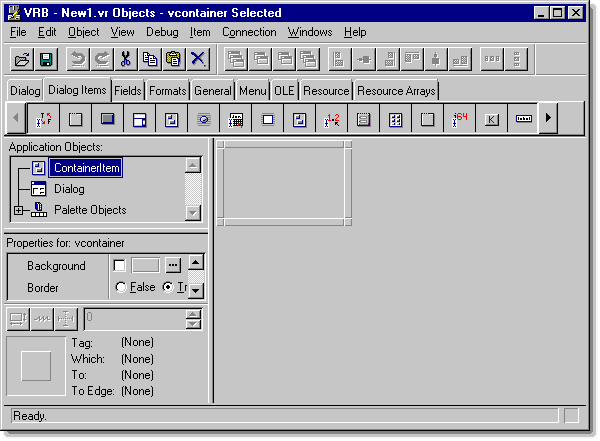 VRB - New1.vr Objects - vcontainer Selected
File Edit Object View Debug Item Connection Windows Help
Dialog Dialog Items Fields Formats General Menu OLE Resource Resource Arrays
Application Objects:
ContainerItem
Dialog
Palette Objects
Properties for: vcontainer
Background
Border False Tr
0
Tag: (None)
Which: (None)
To: (None)
To Edge: (None)
Ready.